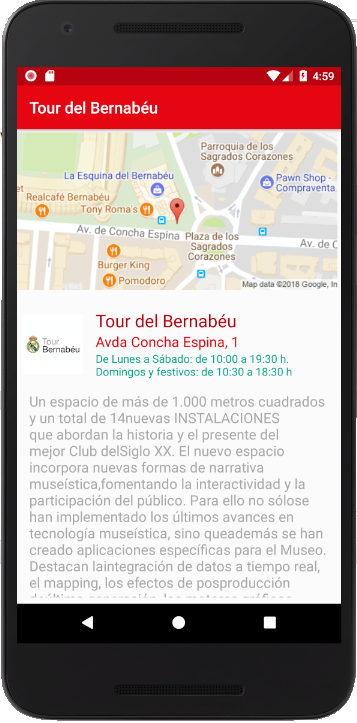 4:59
Tour del Bernabéu
Parroquia de los
Sagrados Corazones
La Esquina del Bernabéu
Pawn Shop -
Compraventa
Realcafé Bernabéu
Tony Roma's
Av. de Concha Espina
Plaza de los
Sagrados
Corazones
Av. de C
Burger King
Pomodoro
Map data ©2018 Google, In
Tour
Bernabéu
Tour del Bernabéu
Avda Concha Espina, 1
De Lunes a Sábado: de 10:00 a 19:30 h.
Domingos y festivos: de 10:30 a 18:30 h
Un espacio de más de 1.000 metros cuadrados
y un total de 14nuevas INSTALACIONES
que abordan la historia y el presente del
mejor Club delSiglo XX. El nuevo espacio
incorpora nuevas formas de narrativa
museística,fomentando la interactividad y la
participación del público. Para ello no sólose
han implementado los últimos avances en
tecnología museística, sino queademás se han
creado aplicaciones específicas para el Museo.
Destacan laintegración de datos a tiempo real,
el mapping, los efectos de posproducción
deúltima generación, los motores gráficos